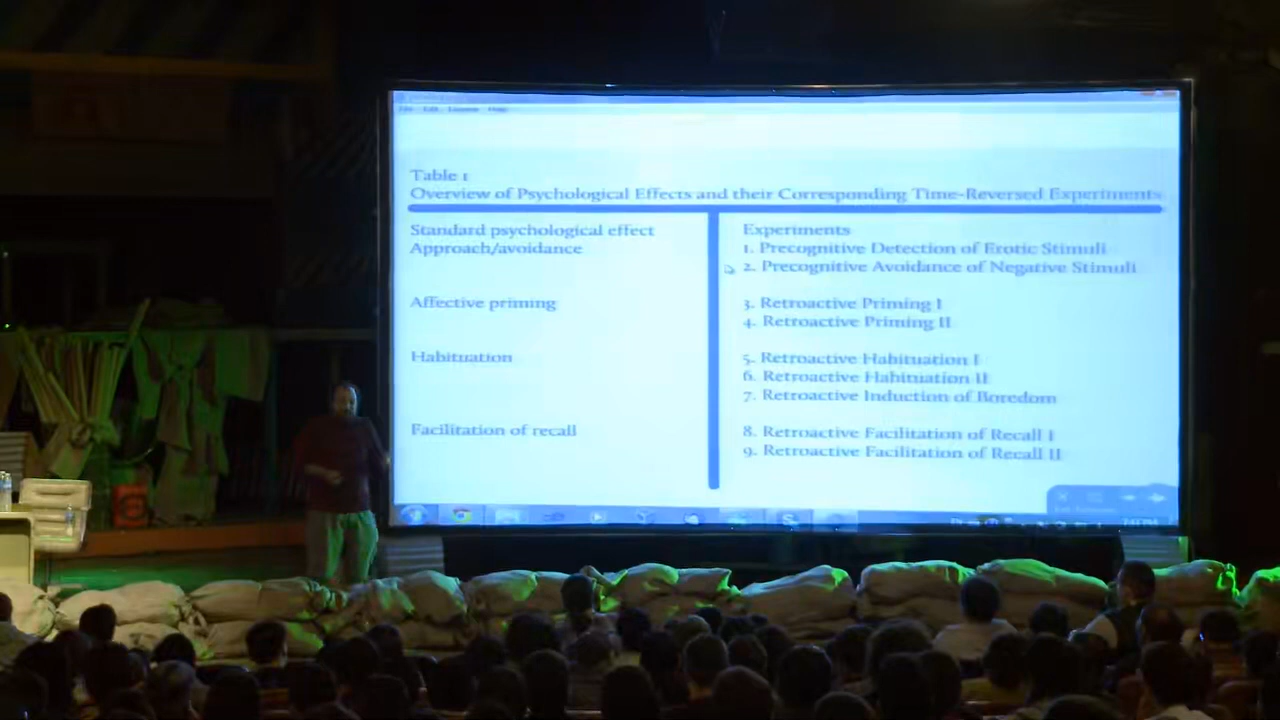 Table 1
Overview of Psychological Effects and their Corresponding Time-Reversed Experiments
Standard psychological effect
Approach/avoidance
Affective priming
Habituation
Facilitation of recall
Experiments
1. Precognitive Detection of Erotic Stimuli
2. Precognitive Avoidance of Negative Stimuli
3. Retroactive Priming I
4. Retroactive Priming II
5. Retroactive Habituation I
6. Retroactive Habituation II
7. Retroactive Induction of Boredom
8. Retroactive Facilitation of Recall I
9. Retroactive Facilitation of Recall II